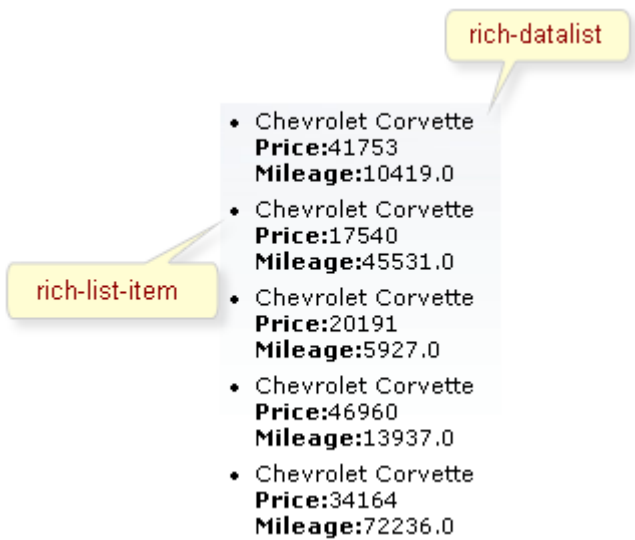 rich-datalist
• Chevrolet Corvette
Price:41753
Mileage:10419.0
• Chevrolet Corvette
Price:17540
Mileage:45531.0
rich-list-item
• Chevrolet Corvette
Price:20191
Mileage:5927.0
• Chevrolet Corvette
Price:46960
Mileage:13937.0
• Chevrolet Corvette
Price:34164
Mileage:72236.0